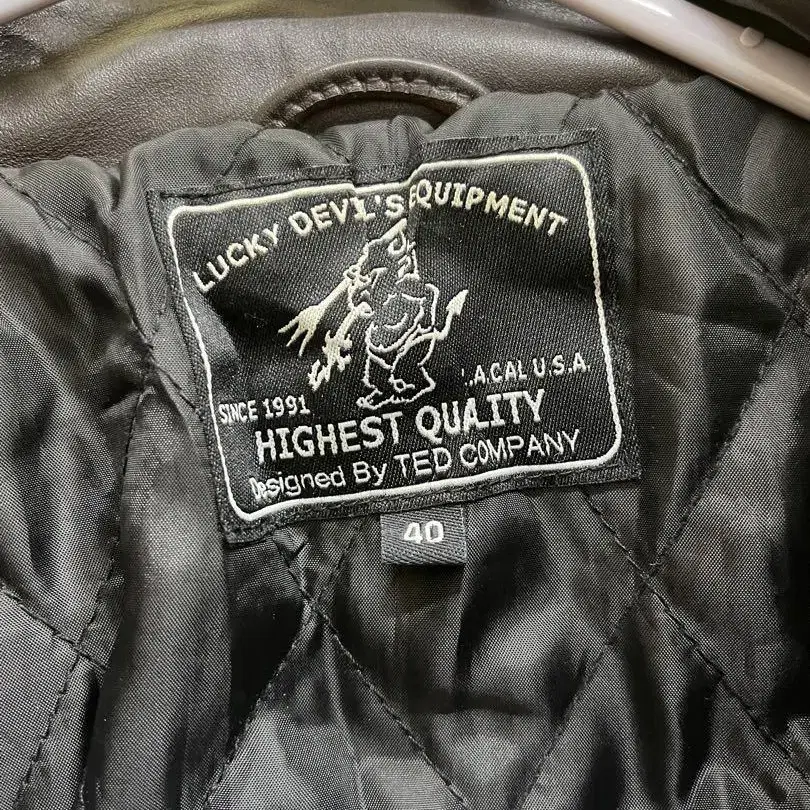 LUCKY DEVIL'S EQUIPMENT
SINCE 1991
.A.CAL U.S.A.
HIGHEST QUALITY
Designed By TED COMPANY
40